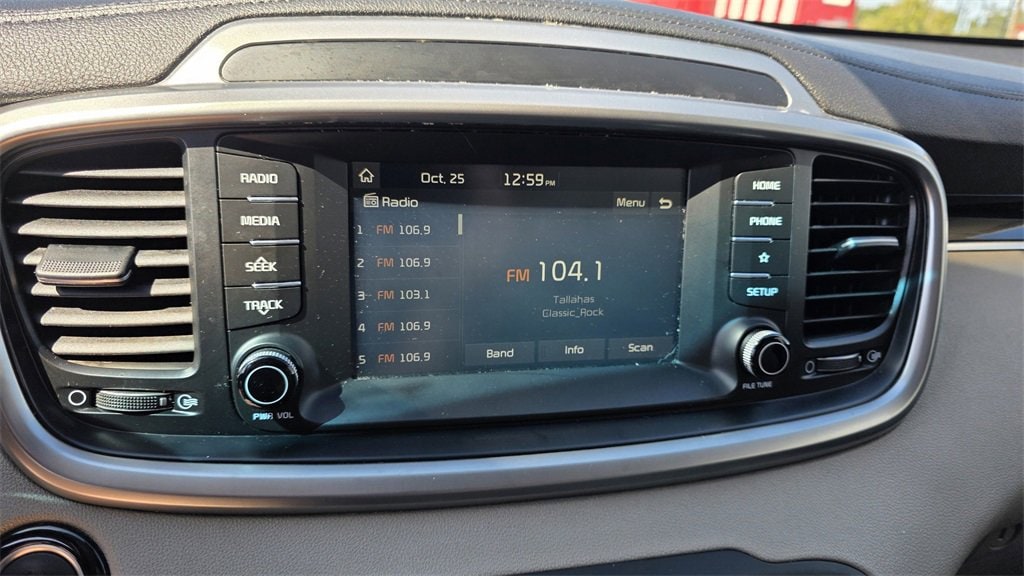 Oct, 25 12:59 PM
Radio Menu
1 FM 106.9
2 FM 106.9
3 FM 103.1
4 FM 106.9
5 FM 106.9
FM 104.1
Tallahas
Classic_Rock
Band Info Scan
RADIO
MEDIA
SEEK
TRACK
PWR VOL
HOME
PHONE
SETUP
FILE TUNE